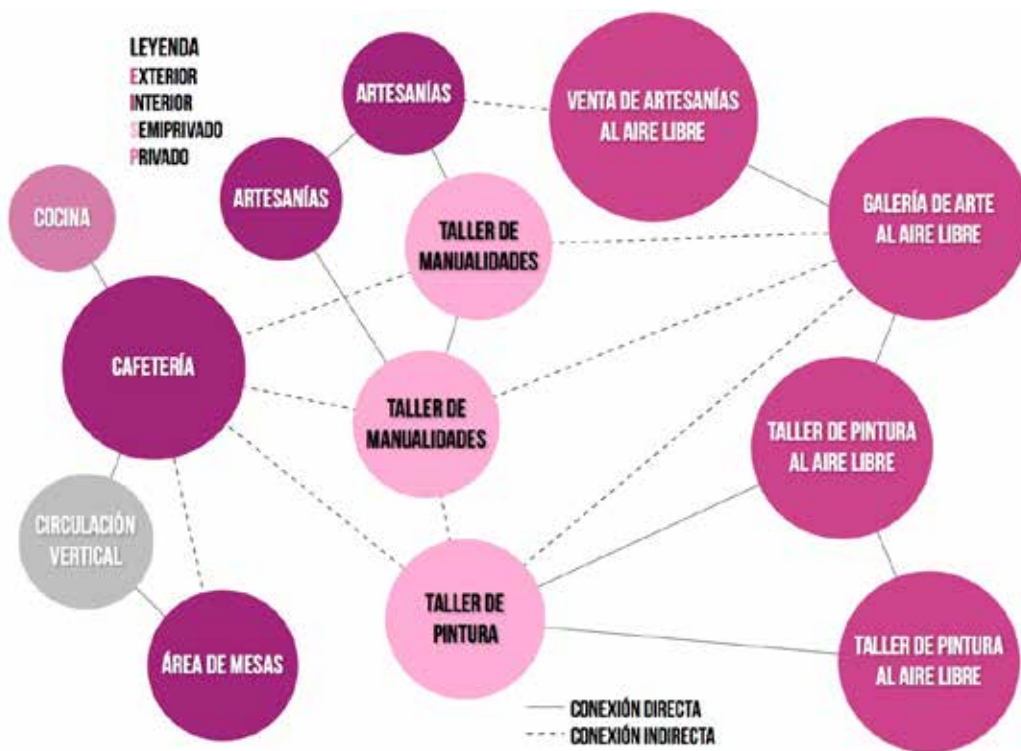 LEYENDA
EXTERIOR
INTERIOR
SEMIPRIVADO
PRIVADO
ARTESANÍAS
VENTA DE ARTESANÍAS
AL AIRE LIBRE
ARTESANÍAS
COCINA
TALLER DE
MANUALIDADES
GALERÍA DE ARTE
AL AIRE LIBRE
CAFETERÍA
TALLER DE
MANUALIDADES
TALLER DE PINTURA
AL AIRE LIBRE
CIRCULACIÓN
VERTICAL
TALLER DE
PINTURA
ÁREA DE MESAS
TALLER DE PINTURA
AL AIRE LIBRE
CONEXIÓN DIRECTA
CONEXIÓN INDIRECTA